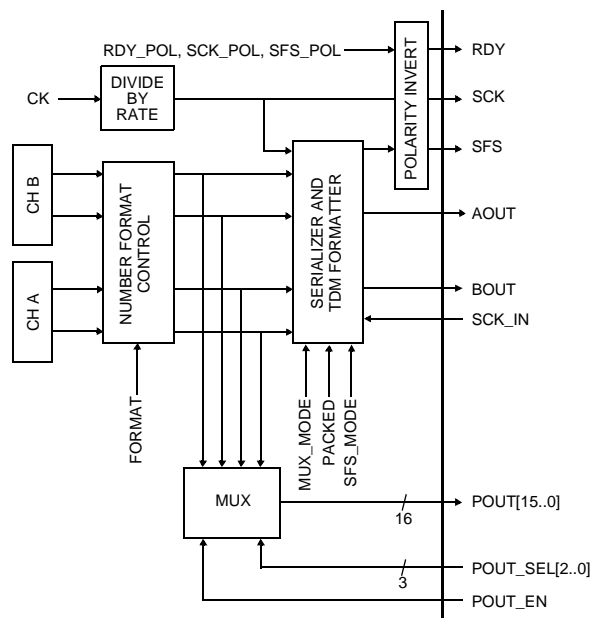 RDY_POL, SCK_POL, SFS_POL
RDY
CK
DIVIDE
BY
RATE
POLARITY INVERT
SCK
SFS
CH B
NUMBER FORMAT
CONTROL
SERIALIZER AND
TDM FORMATTER
AOUT
CH A
BOUT
SCK_IN
FORMAT
MUX_MODE
PACKED
SFS_MODE
MUX
16
POUT[15..0]
3
POUT_SEL[2..0]
POUT_EN